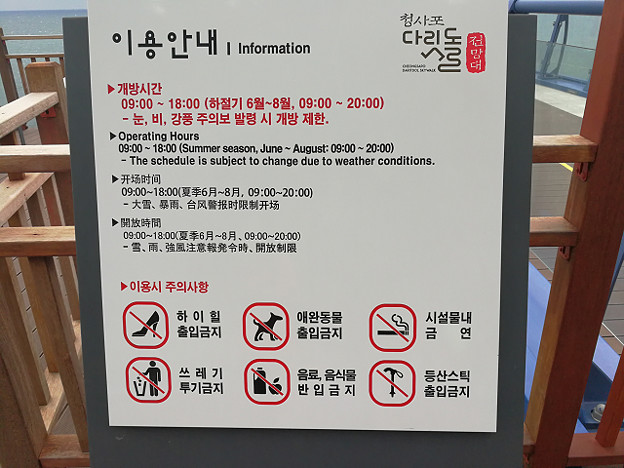 이용안내 | Information
청사포
다리돌
전망대
CHEONGSAPO
DARITDOL SKYWALK
▶개방시간
09:00 ~ 18:00 (하절기 6월~8월, 09:00 ~ 20:00)
- 눈, 비, 강풍 주의보 발령 시 개방 제한.
▶Operating Hours
09:00 ~ 18:00 (Summer season, June ~ August: 09:00 ~ 20:00)
- The schedule is subject to change due to weather conditions.
▶开场时间
09:00~18:00(夏季6月~8月, 09:00~20:00)
- 大雪、暴雨、台风警报时限制开场
▶開放時間
09:00~18:00(夏季6月~8月、09:00~20:00)
- 雪、雨、強風注意報発令時、開放制限
▶이용시 주의사항
하이힐
출입금지
애완동물
출입금지
시설물내
금연
쓰레기
투기금지
음료, 음식물
반입금지
등산스틱
출입금지